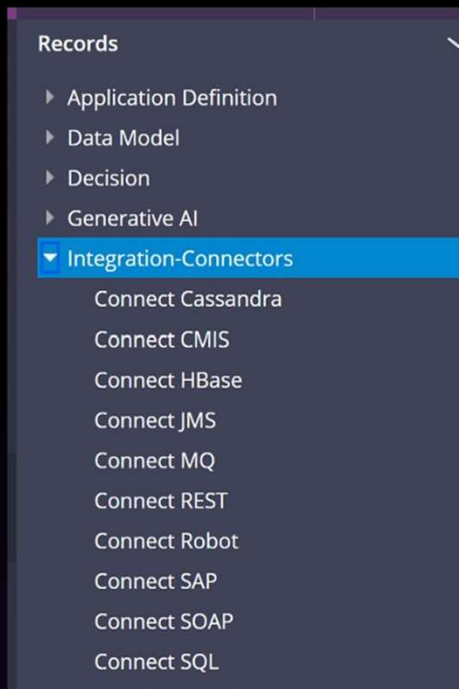 Records
Application Definition
Data Model
Decision
Generative AI
Integration-Connectors
Connect Cassandra
Connect CMIS
Connect HBase
Connect JMS
Connect MQ
Connect REST
Connect Robot
Connect SAP
Connect SOAP
Connect SQL